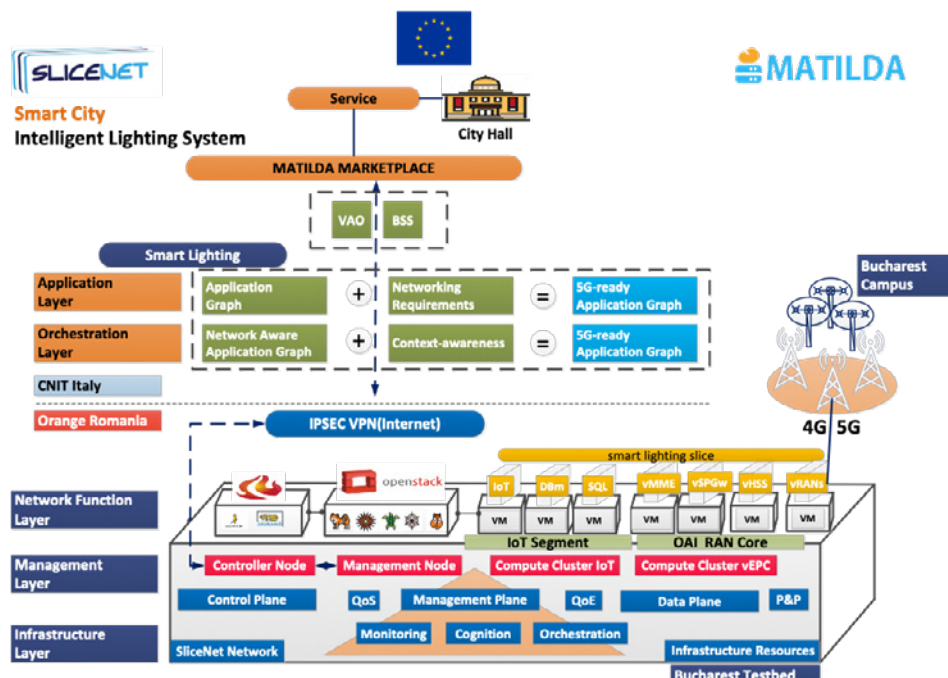 SLICENET
MATILDA
Smart City
Intelligent Lighting System
Service
City Hall
MATILDA MARKETPLACE
VAO
BSS
Smart Lighting
Bucharest
Campus
Application
Layer
Application
Graph
+
Networking
Requirements
=
5G-ready
Application Graph
Orchestration
Layer
Network Aware
Application Graph
+
Context-awareness
=
5G-ready
Application Graph
CNIT Italy
Orange Romania
IPSEC VPN(Internet)
4G 5G
smart lighting slice
openstack
IoT
DBm
SQL
vMME
vSPGw
vHSS
vRANs
Network Function
Layer
VM
VM
VM
VM
VM
VM
VM
IoT Segment
OAI RAN Core
Management
Layer
Controller Node
Management Node
Compute Cluster IoT
Compute Cluster vEPC
Control Plane
QoS
Management Plane
QoE
Data Plane
P&P
Infrastructure
Layer
Monitoring
Cognition
Orchestration
SliceNet Network
Infrastructure Resources
Bucharest Testbed